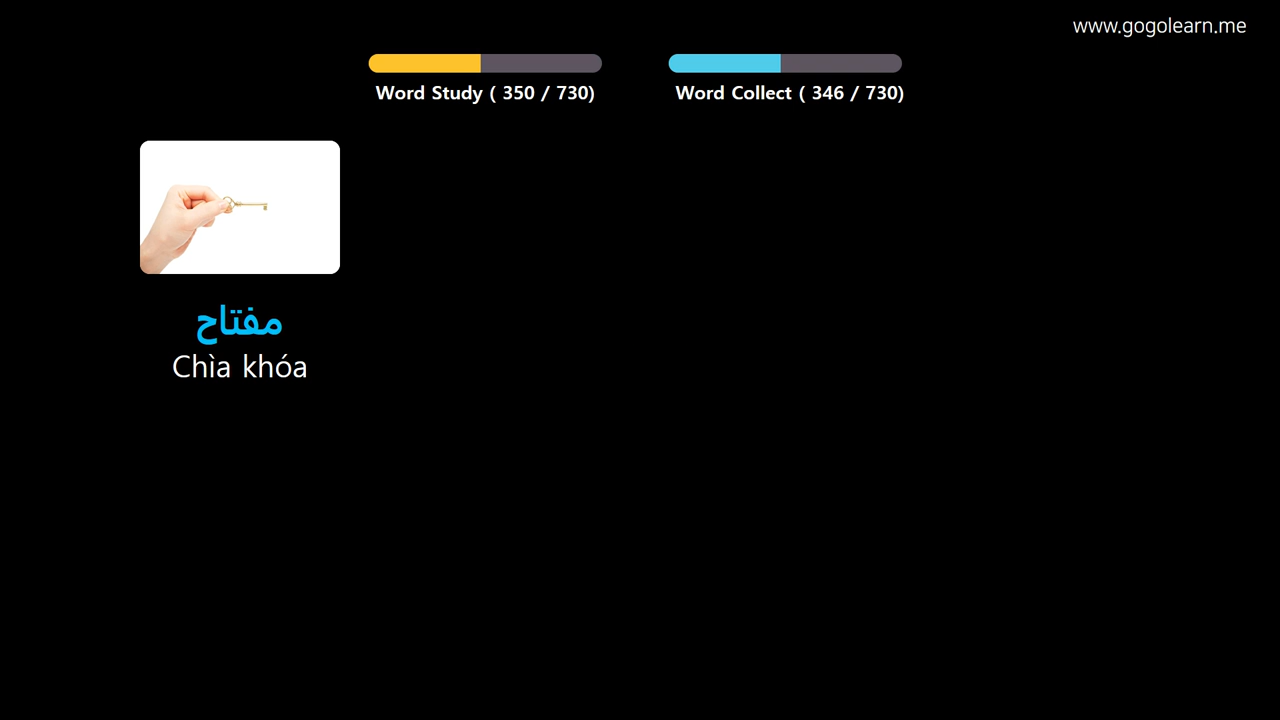 www.gogolearn.me
Word Study ( 350 / 730)
Word Collect ( 346 / 730)
مفتاح
Chìa khóa